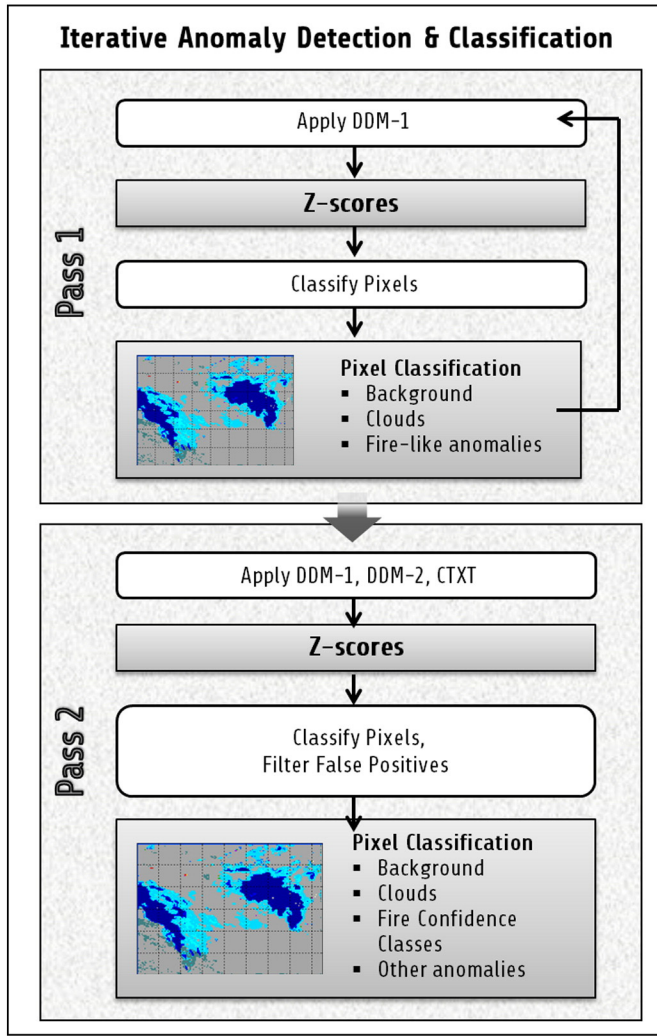 Iterative Anomaly Detection & Classification
Pass 1
Apply DDM-1
Z-scores
Classify Pixels
Pixel Classification
▪ Background
▪ Clouds
▪ Fire-like anomalies
Pass 2
Apply DDM-1, DDM-2, CTXT
Z-scores
Classify Pixels,
Filter False Positives
Pixel Classification
▪ Background
▪ Clouds
▪ Fire Confidence
Classes
▪ Other anomalies